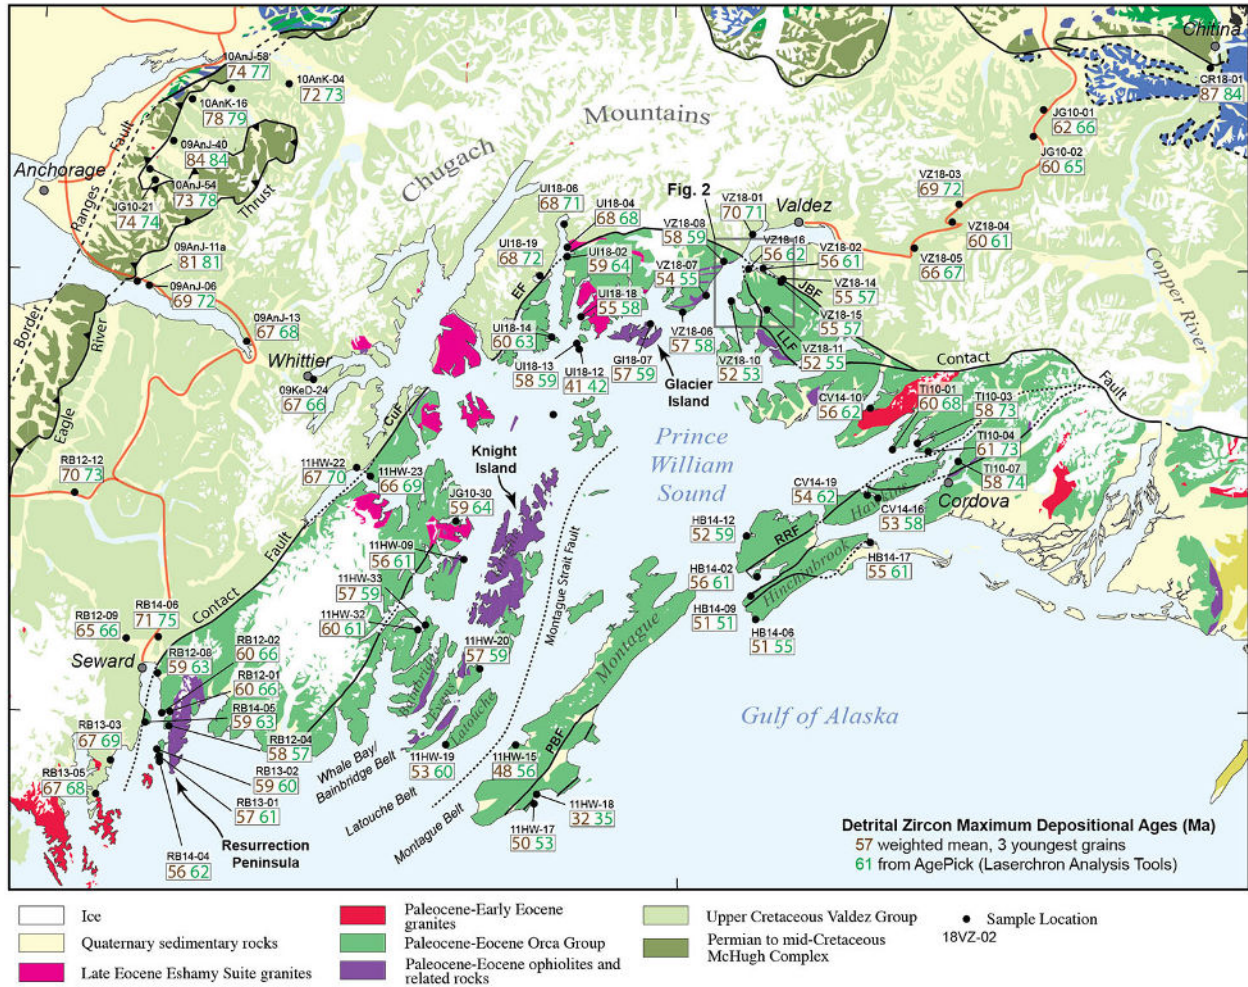 Chitina
10AnJ-58
74 77
10AnK-04
72 73
CR18-01
87 84
10AnK-16
78 79
Mountains
JG10-01
62 66
Fault
09AnJ-40
84 84
Chugach
JG10-02
60 65
Anchorage
10AnJ-54
73 78
Thrust
Ranges
JG10-21
74 74
UI18-06
68 71
Fig. 2
VZ18-01
70 71
Valdez
VZ18-03
69 72
UI18-04
68 68
VZ18-08
58 59
VZ18-04
60 61
09AnJ-11a
81 81
UI18-19
68 72
UI18-02
59 64
VZ18-16
56 62
VZ18-02
56 61
VZ18-05
66 67
VZ18-07
54 55
Copper River
09AnJ-06
69 72
EF
UI18-18
55 58
JBF
VZ18-14
55 57
09AnJ-13
67 68
Border
River
UI18-14
60 63
VZ18-06
57 58
VZ18-15
55 57
LLF
Whittier
UI18-13
58 59
UI18-12
41 42
GI18-07
57 59
VZ18-10
52 53
VZ18-11
52 55
Contact
Fault
09KeD-24
67 66
Glacier
Island
Eagle
CuF
CV14-10
56 62
TI10-01
60 68
TI10-03
58 73
Prince
William
Sound
TI10-04
61 73
Knight
Island
RB12-12
70 73
11HW-22
67 70
11HW-23
66 69
TI10-07
58 74
JG10-30
59 64
CV14-19
54 62
Hawkins
Cordova
CV14-16
53 58
Fault
Montague Strait Fault
HB14-12
52 59
RRF
11HW-09
56 61
Hinchinbrook
HB14-17
55 61
11HW-33
57 59
HB14-02
56 61
Contact
11HW-32
60 61
HB14-09
51 51
RB12-09
65 66
RB14-06
71 75
RB12-02
60 66
HB14-06
51 55
11HW-20
57 59
Montague
Seward
RB12-08
59 63
RB12-01
60 66
Bainbridge
Evans
Latouche
RB14-05
59 63
Gulf of Alaska
RB13-03
67 69
RB12-04
58 57
PBF
Whale Bay/
Bainbridge Belt
11HW-19
53 60
11HW-15
48 56
RB13-05
67 68
RB13-02
59 60
Latouche Belt
RB13-01
57 61
Montague Belt
11HW-18
32 35
11HW-17
50 53
Resurrection
Peninsula
RB14-04
56 62
Detrital Zircon Maximum Depositional Ages (Ma)
57 weighted mean, 3 youngest grains
61 from AgePick (Laserchron Analysis Tools)
Ice
Quaternary sedimentary rocks
Late Eocene Eshamy Suite granites
Paleocene-Early Eocene
granites
Paleocene-Eocene Orca Group
Paleocene-Eocene ophiolites and
related rocks
Upper Cretaceous Valdez Group
Permian to mid-Cretaceous
McHugh Complex
Sample Location
18VZ-02